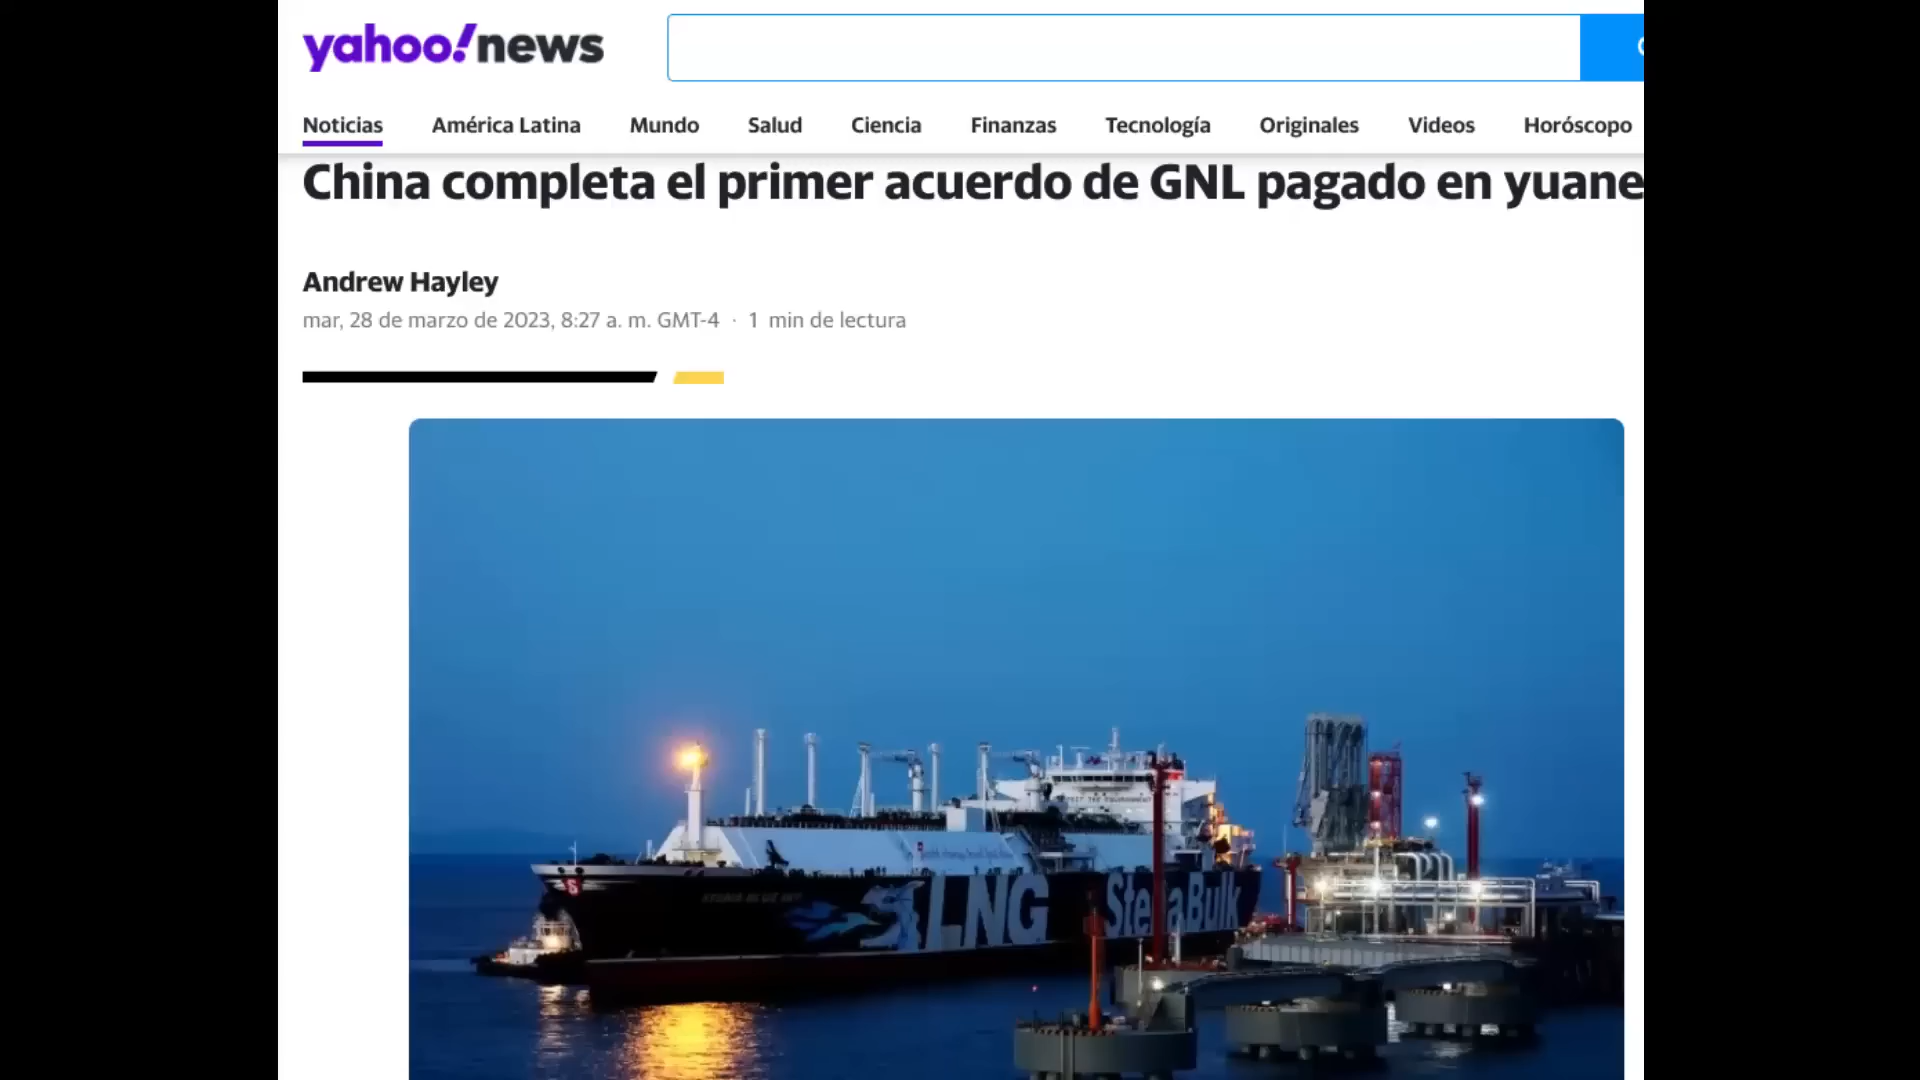 yahoo!news
Noticias América Latina Mundo Salud Ciencia Finanzas Tecnología Originales Videos Horóscopo
China completa el primer acuerdo de GNL pagado en yuane
Andrew Hayley
mar, 28 de marzo de 2023, 8:27 a. m. GMT-4 · 1 min de lectura
LNG StenaBulk